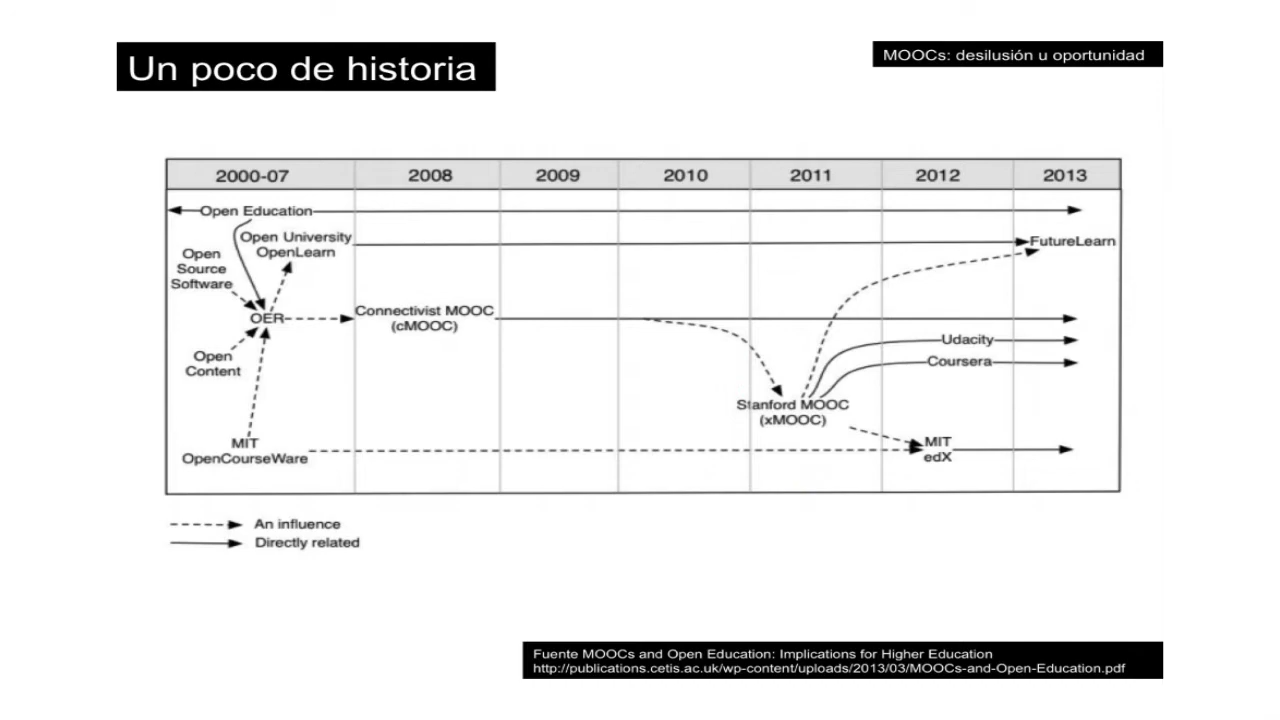 Un poco de historia
MOOCs: desilusión u oportunidad
2000-07
2008
2009
2010
2011
2012
2013
Open Education
Open University
OpenLearn
Open
Source
Software
OER
Open
Content
MIT
OpenCourseWare
Connectivist MOOC
(cMOOC)
Stanford MOOC
(xMOOC)
FutureLearn
Udacity
Coursera
MIT
edX
An influence
Directly related
Fuente MOOCs and Open Education: Implications for Higher Education
http://publications.cetis.ac.uk/wp-content/uploads/2013/03/MOOCs-and-Open-Education.pdf